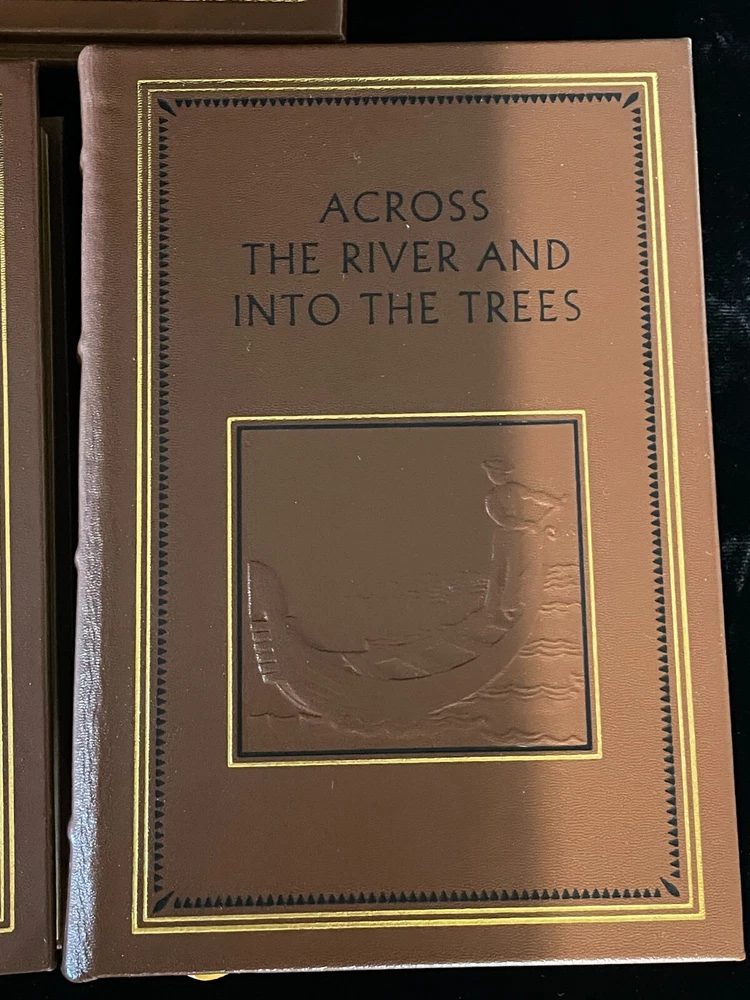 ACROSS
THE RIVER AND
INTO THE TREES